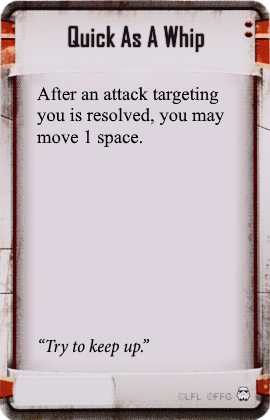 Quick As A Whip
After an attack targeting
you is resolved, you may
move 1 space.
“Try to keep up.”
©LFL ©FFG